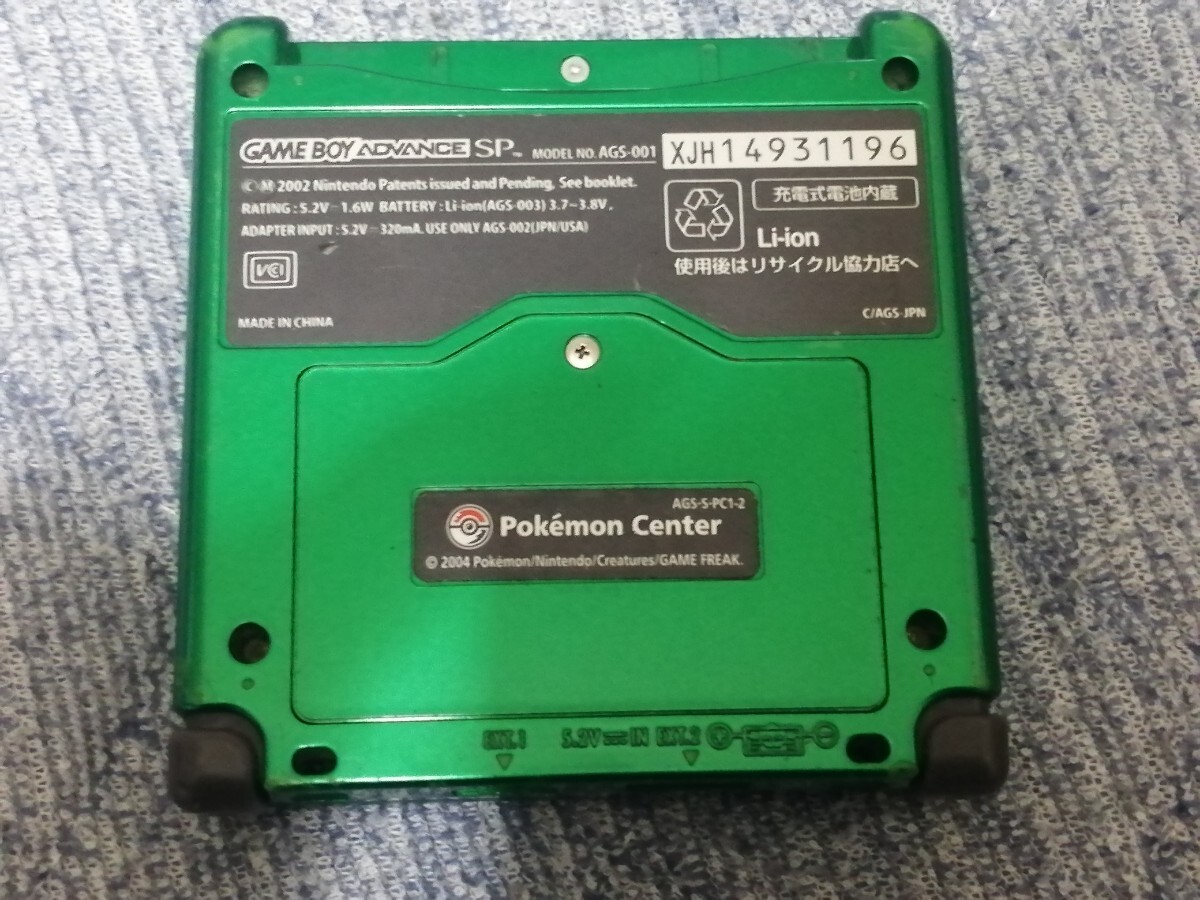 GAME BOY ADVANCE SP™ MODEL NO. AGS-001 XJH14931196
Ⓒ・Ⓜ 2002 Nintendo Patents issued and Pending. See booklet.
RATING : 5.2V⎓1.6W BATTERY : Li-ion(AGS-003) 3.7~3.8V⎓
ADAPTER INPUT : 5.2V⎓320mA. USE ONLY AGS-002(JPN/USA)
VCI
MADE IN CHINA
充電式電池内蔵
Li-ion
使用後はリサイクル協力店へ
C/AGS-JPN
AGS-S-PC1-2
Pokémon Center
© 2004 Pokémon/Nintendo/Creatures/GAME FREAK.
EXT.1 5.2V⎓IN EXT.2